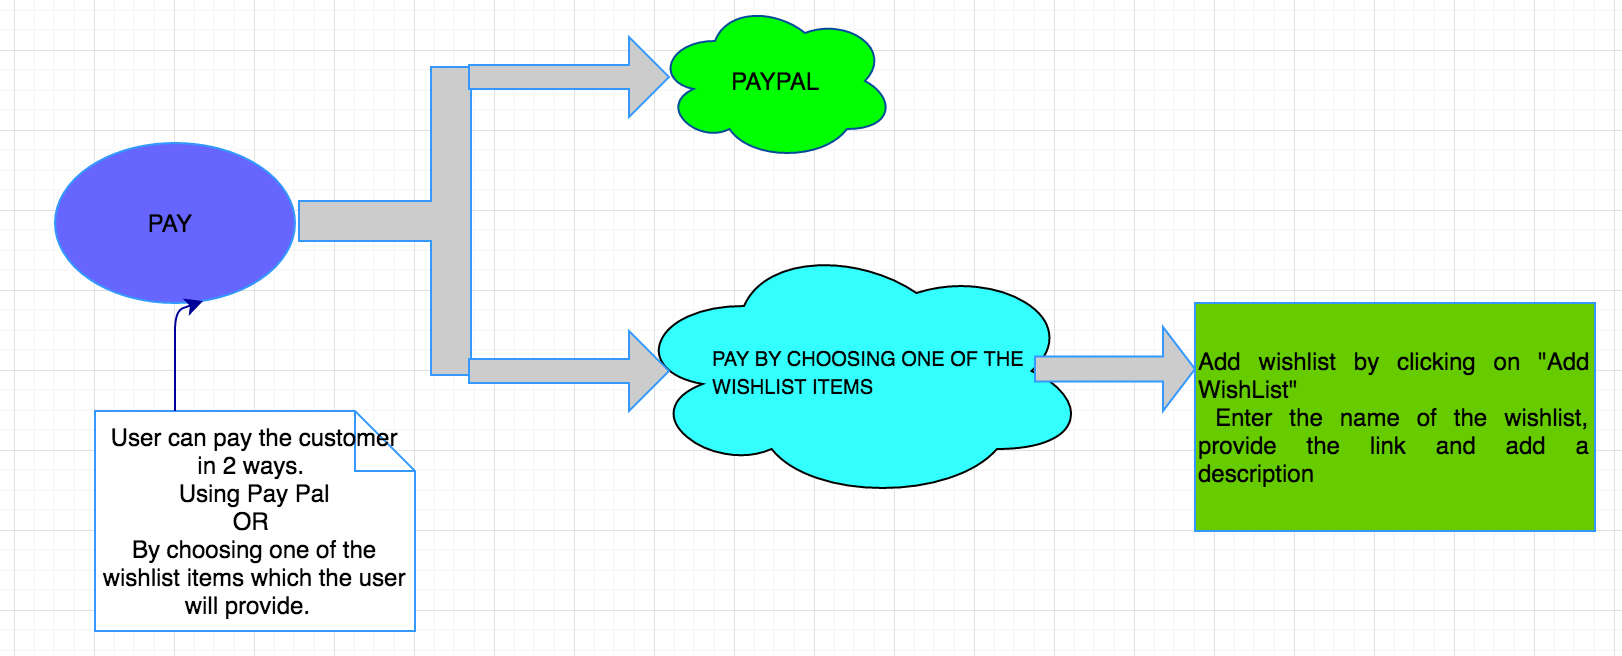 PAYPAL
PAY
PAY BY CHOOSING ONE OF THE
WISHLIST ITEMS
Add wishlist by clicking on "Add
WishList"
Enter the name of the wishlist,
provide the link and add a
description
User can pay the customer
in 2 ways.
Using Pay Pal
OR
By choosing one of the
wishlist items which the user
will provide.